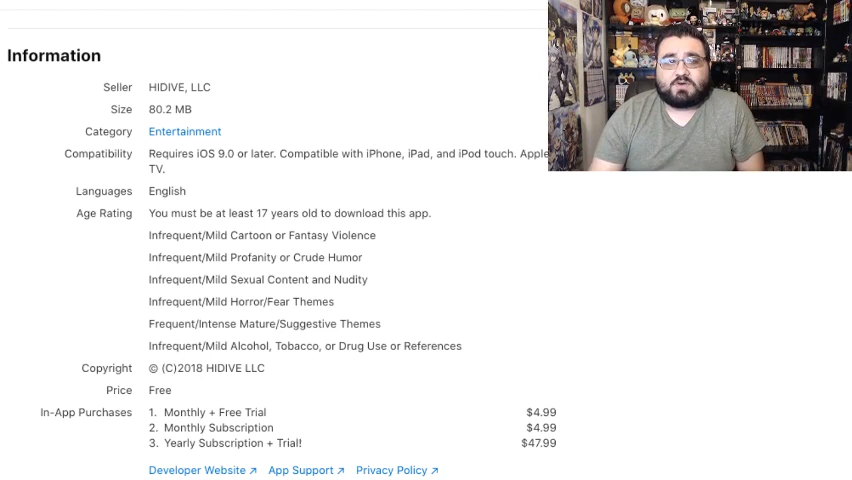 Information
Seller HIDIVE, LLC
Size 80.2 MB
Category Entertainment
Compatibility Requires iOS 9.0 or later. Compatible with iPhone, iPad, and iPod touch. Apple
TV.
Languages English
Age Rating You must be at least 17 years old to download this app.
Infrequent/Mild Cartoon or Fantasy Violence
Infrequent/Mild Profanity or Crude Humor
Infrequent/Mild Sexual Content and Nudity
Infrequent/Mild Horror/Fear Themes
Frequent/Intense Mature/Suggestive Themes
Infrequent/Mild Alcohol, Tobacco, or Drug Use or References
Copyright © (C)2018 HIDIVE LLC
Price Free
In-App Purchases 1. Monthly + Free Trial $4.99
2. Monthly Subscription $4.99
3. Yearly Subscription + Trial! $47.99
Developer Website ↗ App Support ↗ Privacy Policy ↗